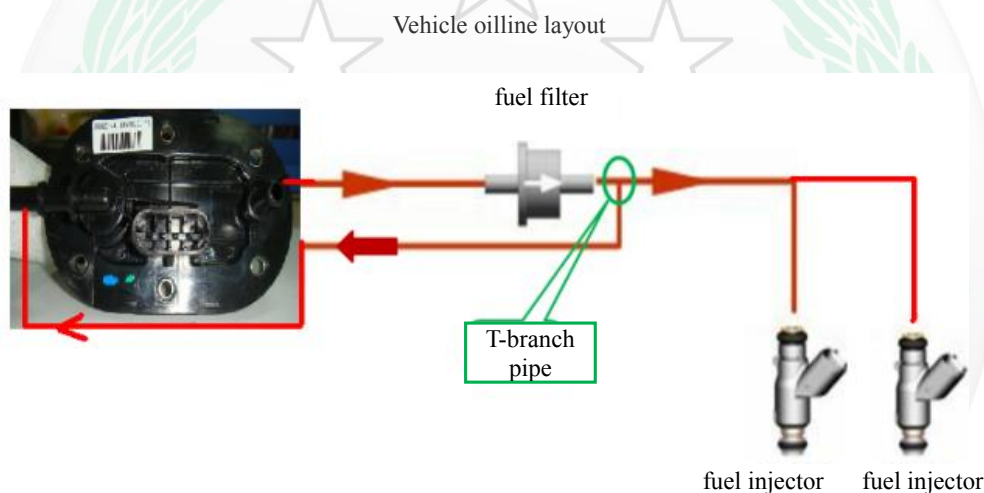 Vehicle oilline layout
fuel filter
T-branch
pipe
fuel injector
fuel injector